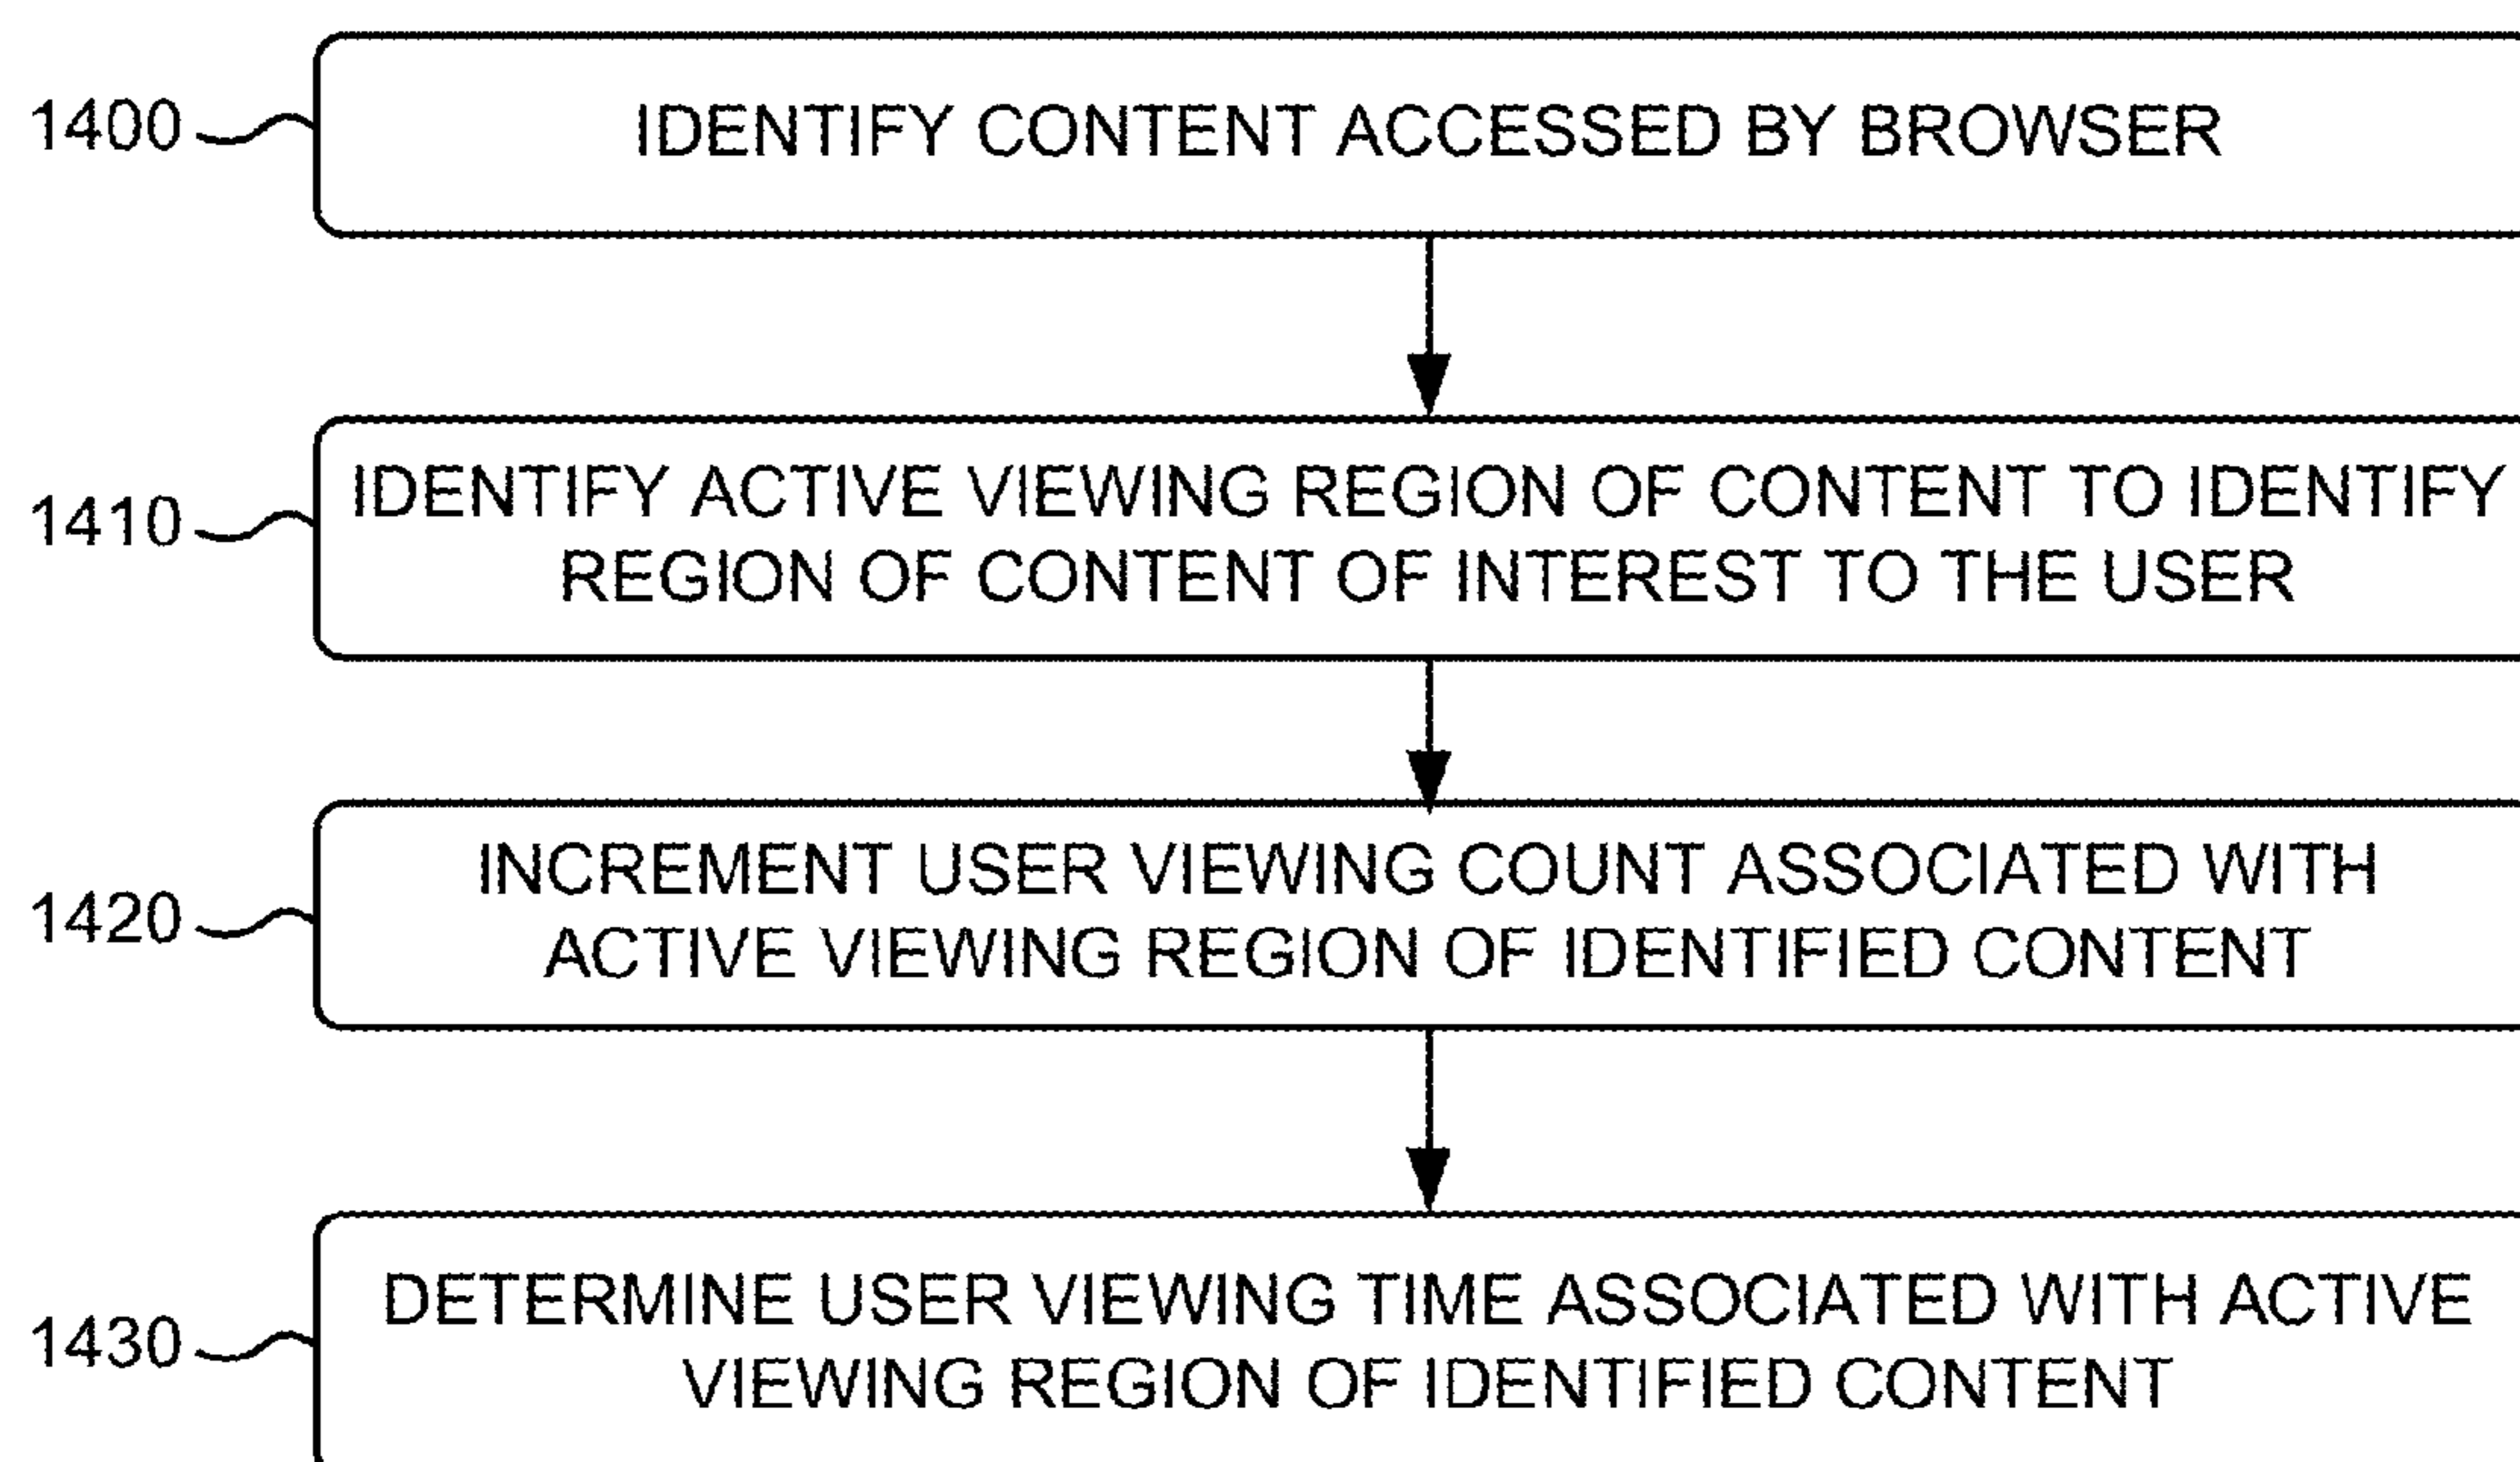 1400 IDENTIFY CONTENT ACCESSED BY BROWSER
1410 IDENTIFY ACTIVE VIEWING REGION OF CONTENT TO IDENTIFY
REGION OF CONTENT OF INTEREST TO THE USER
1420 INCREMENT USER VIEWING COUNT ASSOCIATED WITH
ACTIVE VIEWING REGION OF IDENTIFIED CONTENT
1430 DETERMINE USER VIEWING TIME ASSOCIATED WITH ACTIVE
VIEWING REGION OF IDENTIFIED CONTENT